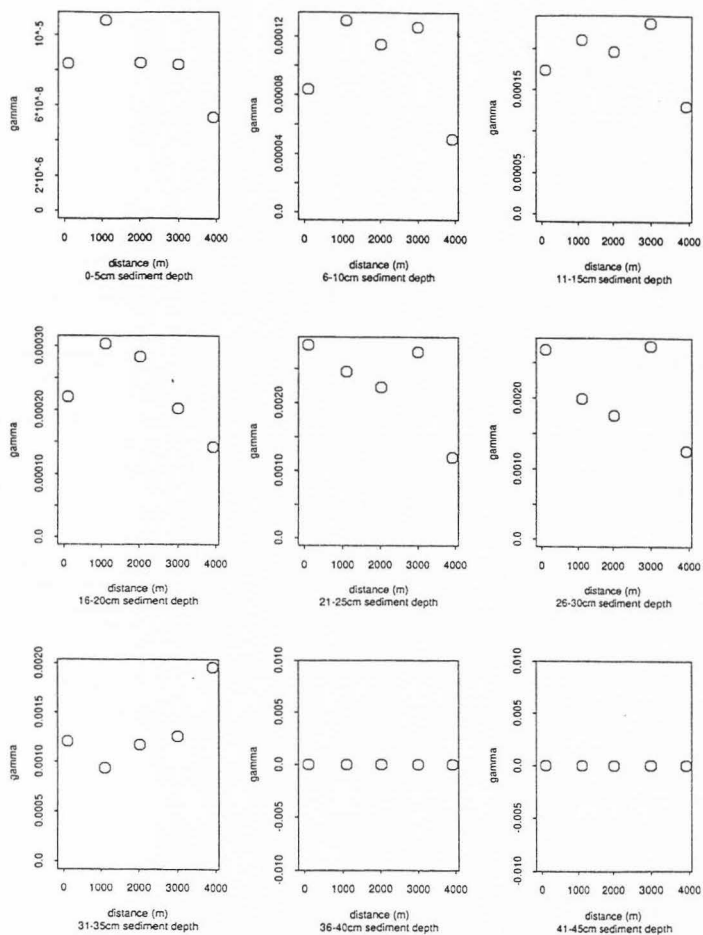 gamma
10^-5
6*10^-6
2*10^-6
0
0 1000 2000 3000 4000
distance (m)
0-5cm sediment depth
gamma
0.00012
0.00008
0.00004
0.0
0 1000 2000 3000 4000
distance (m)
6-10cm sediment depth
gamma
0.00015
0.00005
0.0
0 1000 2000 3000 4000
distance (m)
11-15cm sediment depth
gamma
0.00030
0.00020
0.00010
0.0
0 1000 2000 3000 4000
distance (m)
16-20cm sediment depth
gamma
0.0020
0.0010
0.0
0 1000 2000 3000 4000
distance (m)
21-25cm sediment depth
gamma
0.0020
0.0010
0.0
0 1000 2000 3000 4000
distance (m)
26-30cm sediment depth
gamma
0.0020
0.0015
0.0010
0.0005
0.0
0 1000 2000 3000 4000
distance (m)
31-35cm sediment depth
gamma
0.010
0.005
0.0
-0.005
-0.010
0 1000 2000 3000 4000
distance (m)
36-40cm sediment depth
gamma
0.010
0.005
0.0
-0.005
-0.010
0 1000 2000 3000 4000
distance (m)
41-45cm sediment depth